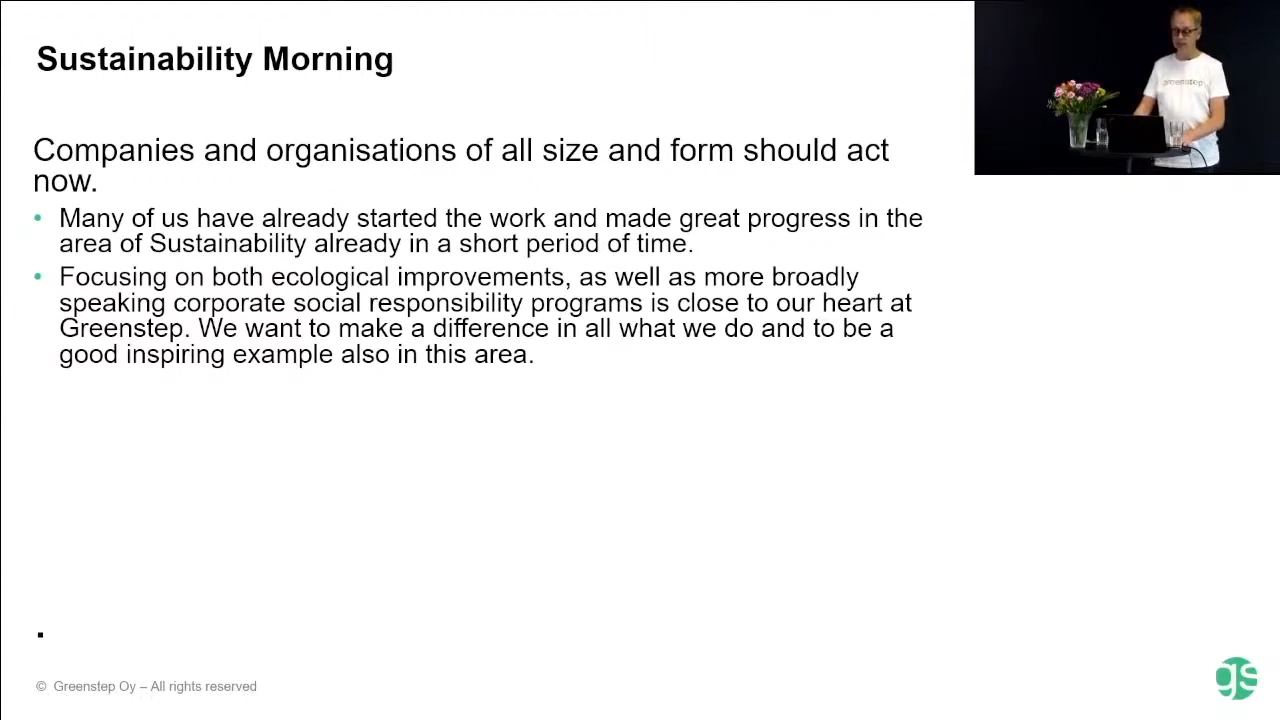 Sustainability Morning
greenstep
Companies and organisations of all size and form should act
now.
• Many of us have already started the work and made great progress in the
area of Sustainability already in a short period of time.
• Focusing on both ecological improvements, as well as more broadly
speaking corporate social responsibility programs is close to our heart at
Greenstep. We want to make a difference in all what we do and to be a
good inspiring example also in this area.
.
© Greenstep Oy – All rights reserved
gs